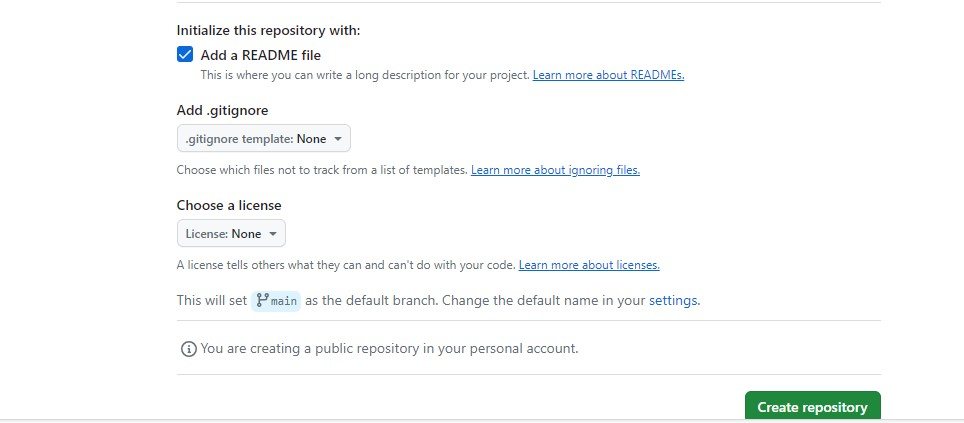 Initialize this repository with:
Add a README file
This is where you can write a long description for your project. Learn more about READMEs.
Add .gitignore
.gitignore template: None
Choose which files not to track from a list of templates. Learn more about ignoring files.
Choose a license
License: None
A license tells others what they can and can't do with your code. Learn more about licenses.
This will set main as the default branch. Change the default name in your settings.
You are creating a public repository in your personal account.
Create repository